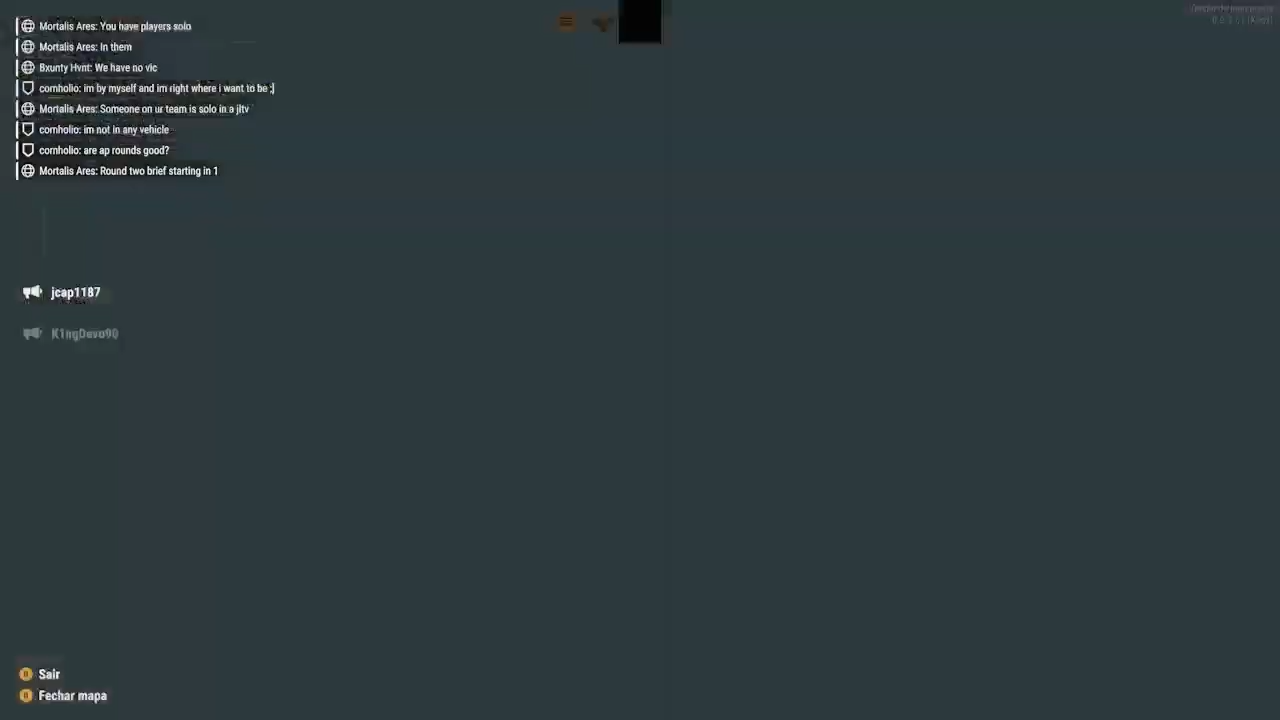 Mortalis Ares: You have players solo
Mortalis Ares: In them
Bxunty Hvnt: We have no vic
cornholio: im by myself and im right where i want to be ;]
Mortalis Ares: Someone on ur team is solo in a jltv
cornholio: im not in any vehicle
cornholio: are ap rounds good?
Mortalis Ares: Round two brief starting in 1
jcap1187
K1ngDevo90
Sair
Fechar mapa